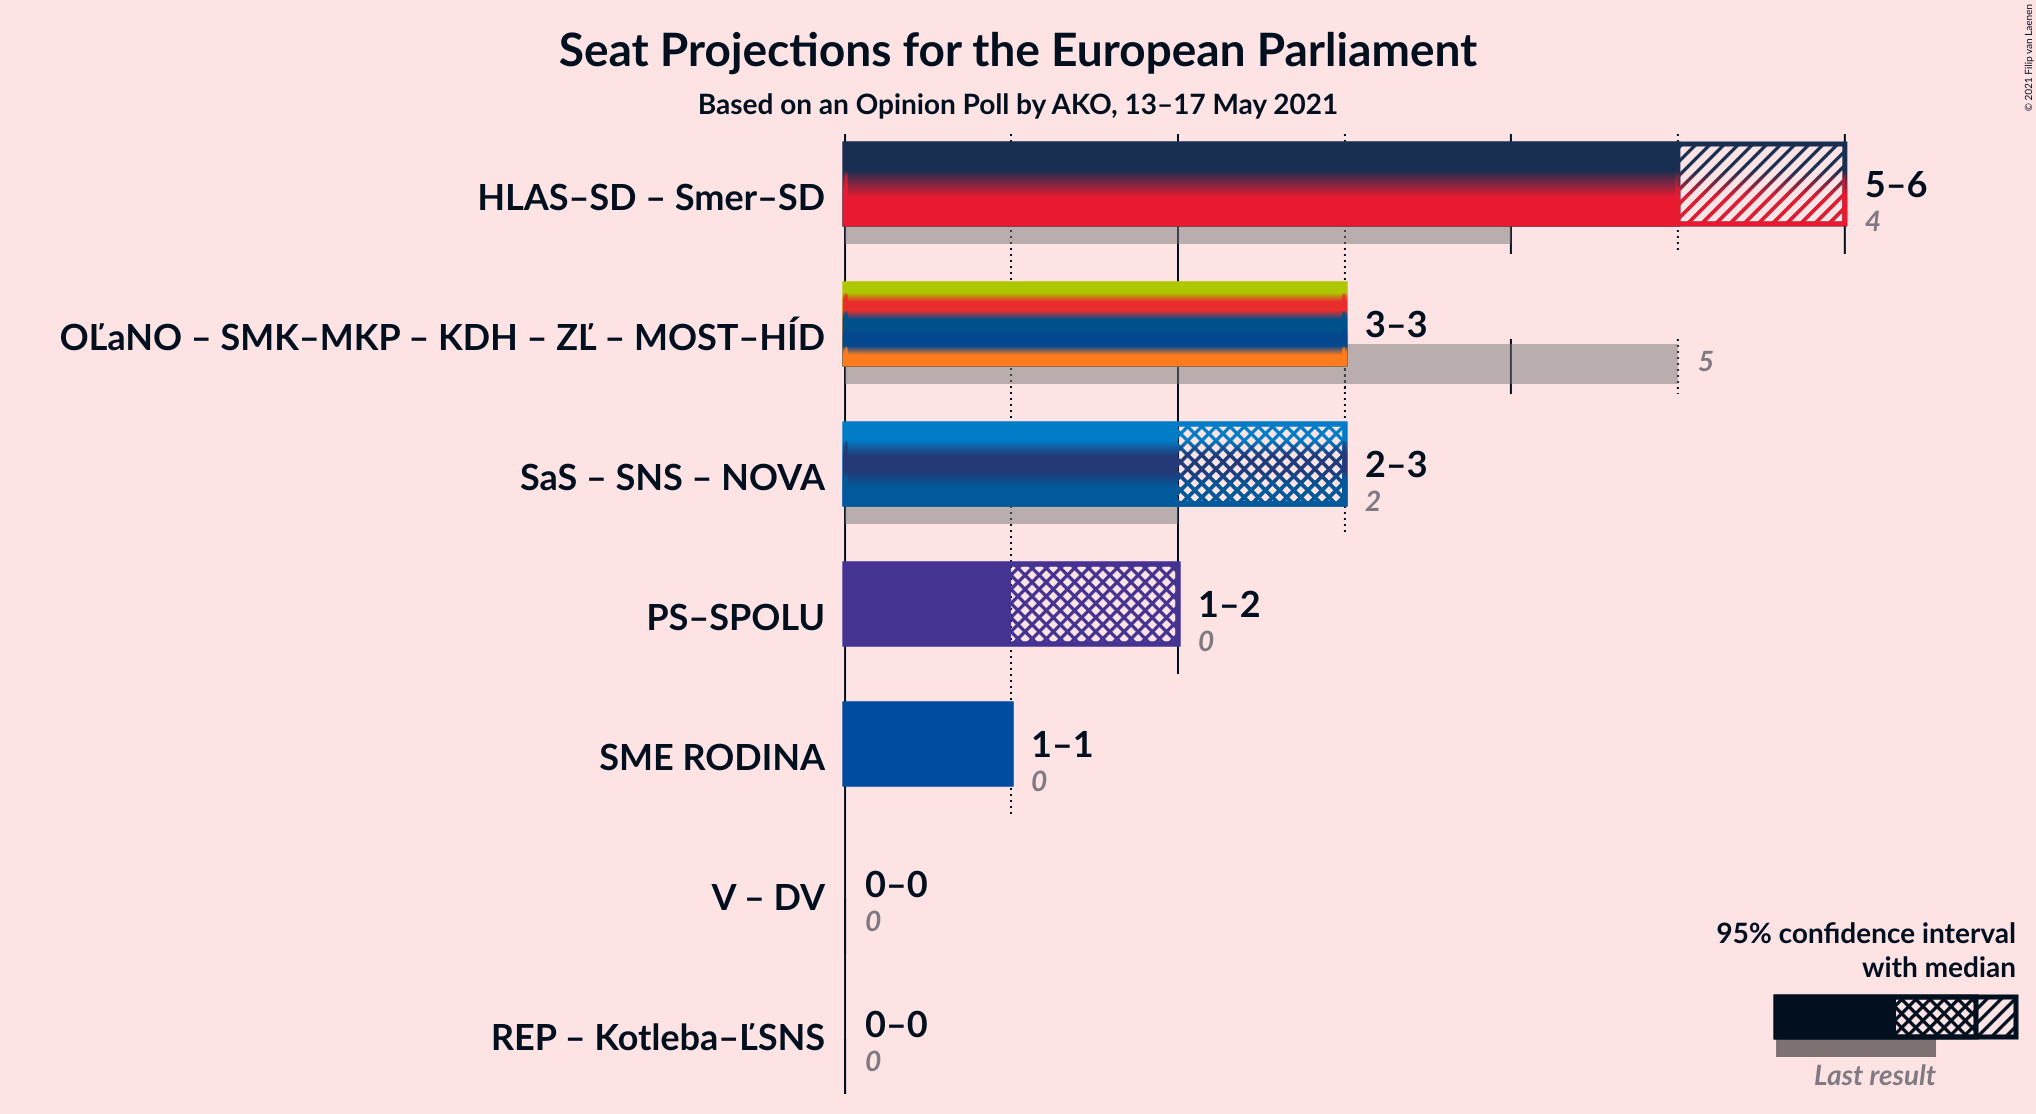 Seat Projections for the European Parliament
Based on an Opinion Poll by AKO, 13–17 May 2021
© 2021 Filip van Laenen
HLAS–SD – Smer–SD
5–6
4
OĽaNO – SMK–MKP – KDH – ZĽ – MOST–HÍD
3–3
5
SaS – SNS – NOVA
2–3
2
PS–SPOLU
1–2
0
SME RODINA
1–1
0
V – DV
0–0
0
REP – Kotleba–ĽSNS
0–0
0
95% confidence interval
with median
Last result